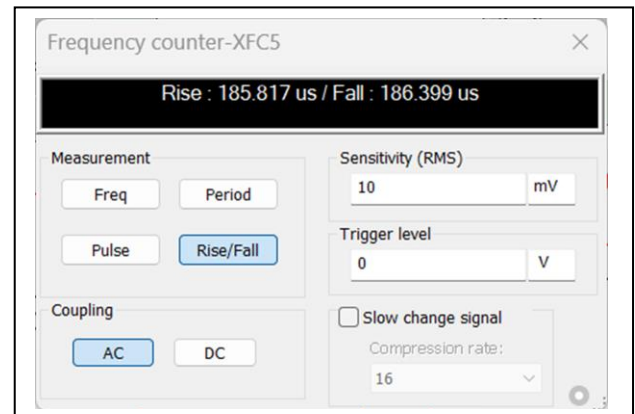 Frequency counter-XFC5
Rise : 185.817 us / Fall : 186.399 us
Measurement
Freq
Period
Pulse
Rise/Fall
Coupling
AC
DC
Sensitivity (RMS)
10
mV
Trigger level
0
V
Slow change signal
Compression rate:
16